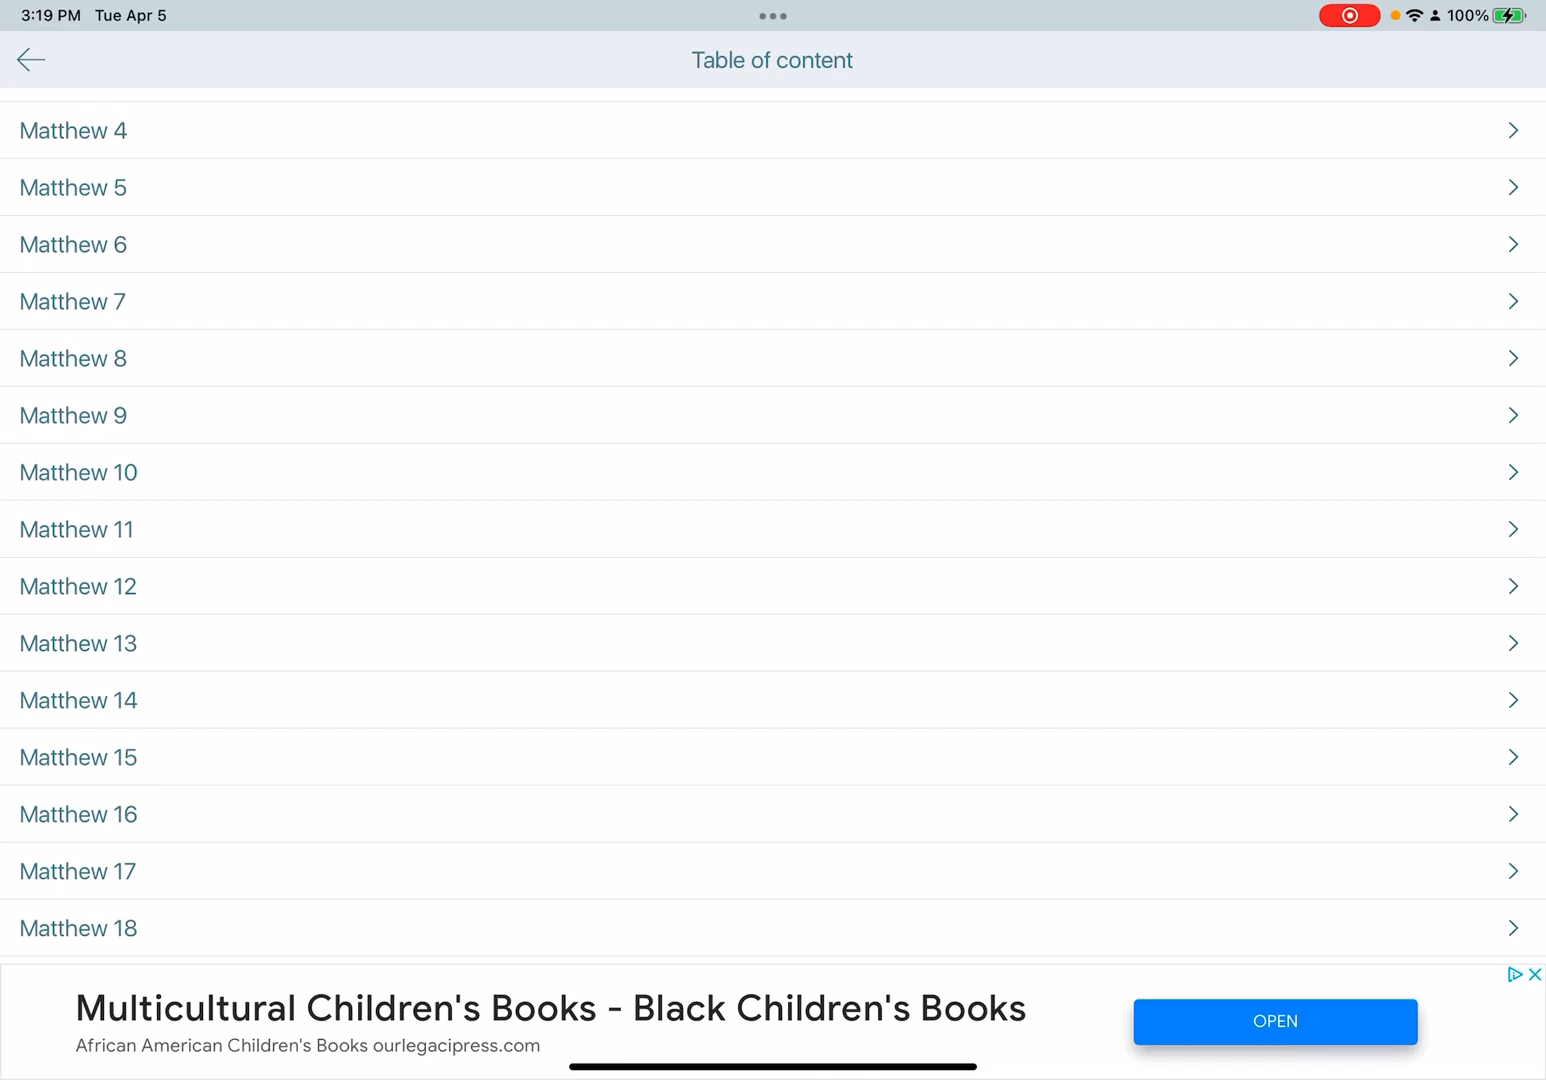 3:19 PM Tue Apr 5
100%
Table of content
Matthew 4
Matthew 5
Matthew 6
Matthew 7
Matthew 8
Matthew 9
Matthew 10
Matthew 11
Matthew 12
Matthew 13
Matthew 14
Matthew 15
Matthew 16
Matthew 17
Matthew 18
Multicultural Children's Books - Black Children's Books
African American Children's Books ourlegacipress.com
OPEN